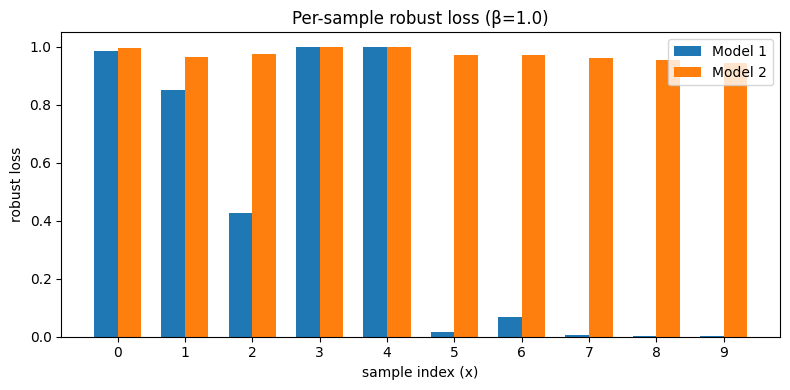 Per-sample robust loss (β=1.0)
Model 1
Model 2
robust loss
1.0
0.8
0.6
0.4
0.2
0.0
0 1 2 3 4 5 6 7 8 9
sample index (x)